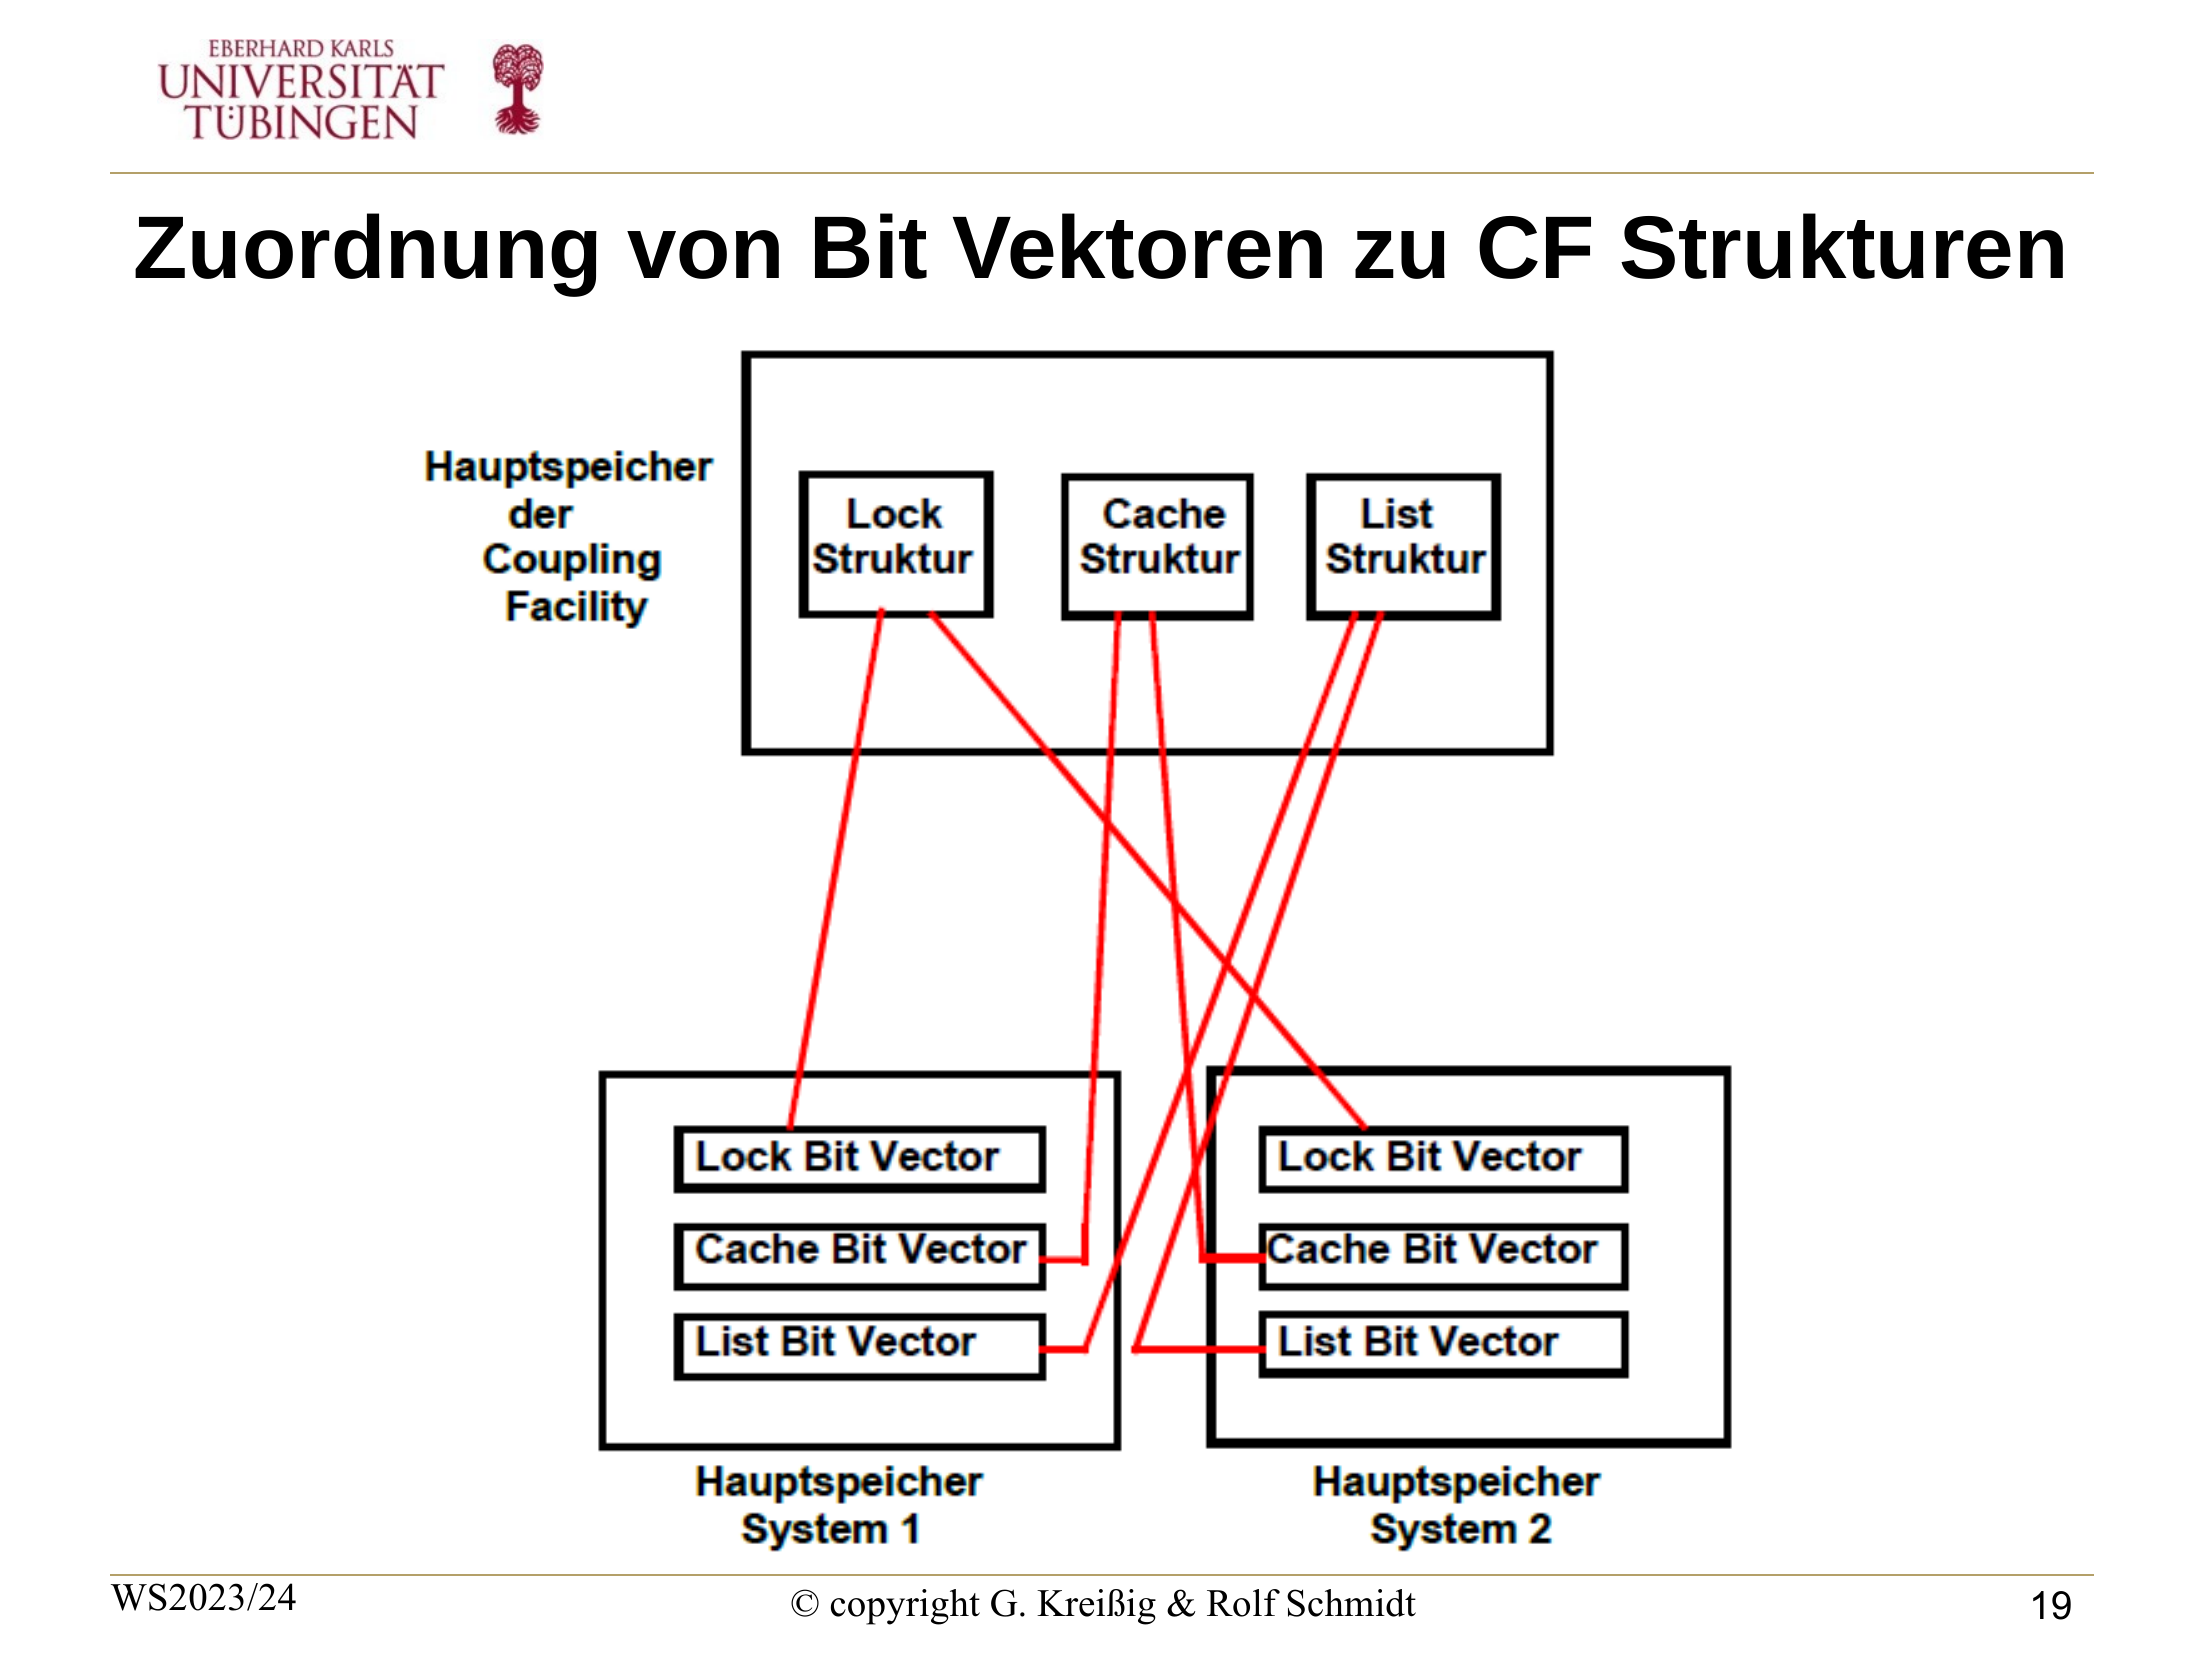 EBERHARD KARLS
UNIVERSITÄT
TÜBINGEN
Zuordnung von Bit Vektoren zu CF Strukturen
Hauptspeicher
der
Coupling
Facility
Lock
Struktur
Cache
Struktur
List
Struktur
Lock Bit Vector
Cache Bit Vector
List Bit Vector
Hauptspeicher
System 1
Lock Bit Vector
Cache Bit Vector
List Bit Vector
Hauptspeicher
System 2
WS2023/24
© copyright G. Kreißig & Rolf Schmidt
19